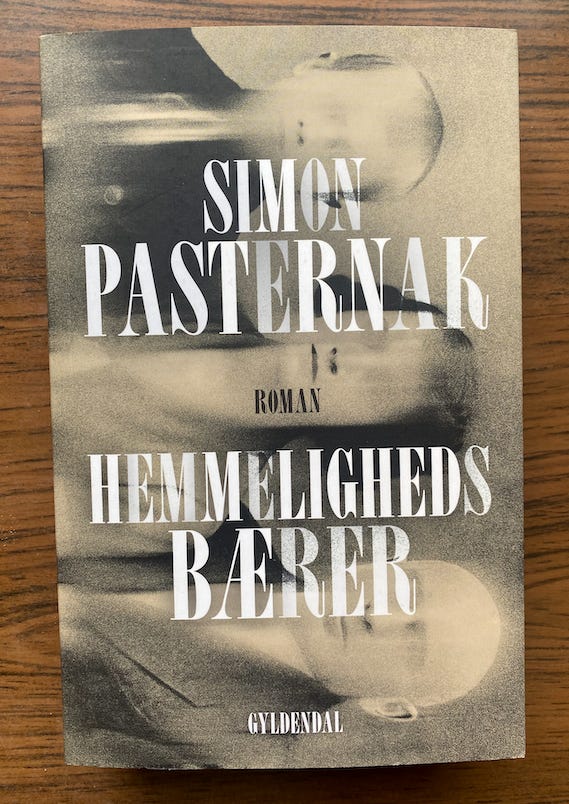 SIMON
PASTERNAK
ROMAN
HEMMELIGHEDS
BÆRER
GYLDENDAL